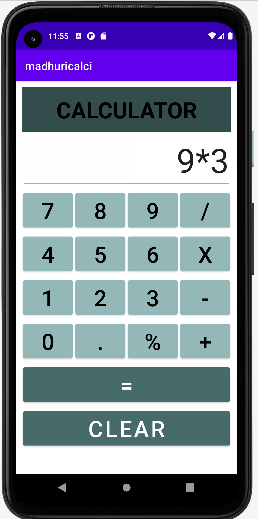 11:55
madhuricalci
CALCULATOR
9*3
7 8 9 /
4 5 6 X
1 2 3 -
0 . % +
=
CLEAR